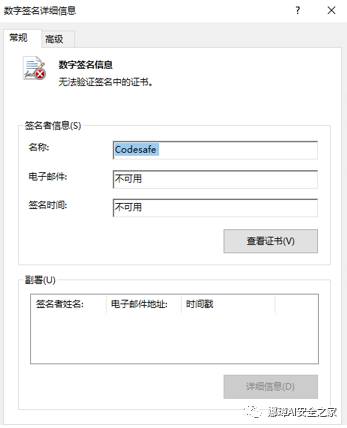 数字签名详细信息
?
×
常规
高级
数字签名信息
无法验证签名中的证书。
签名者信息(S)
名称:
Codesafe
电子邮件:
不可用
签名时间:
不可用
查看证书(V)
副署(U)
签名者姓名: 电子邮件地址: 时间戳
详细信息(D)
AI安全之家